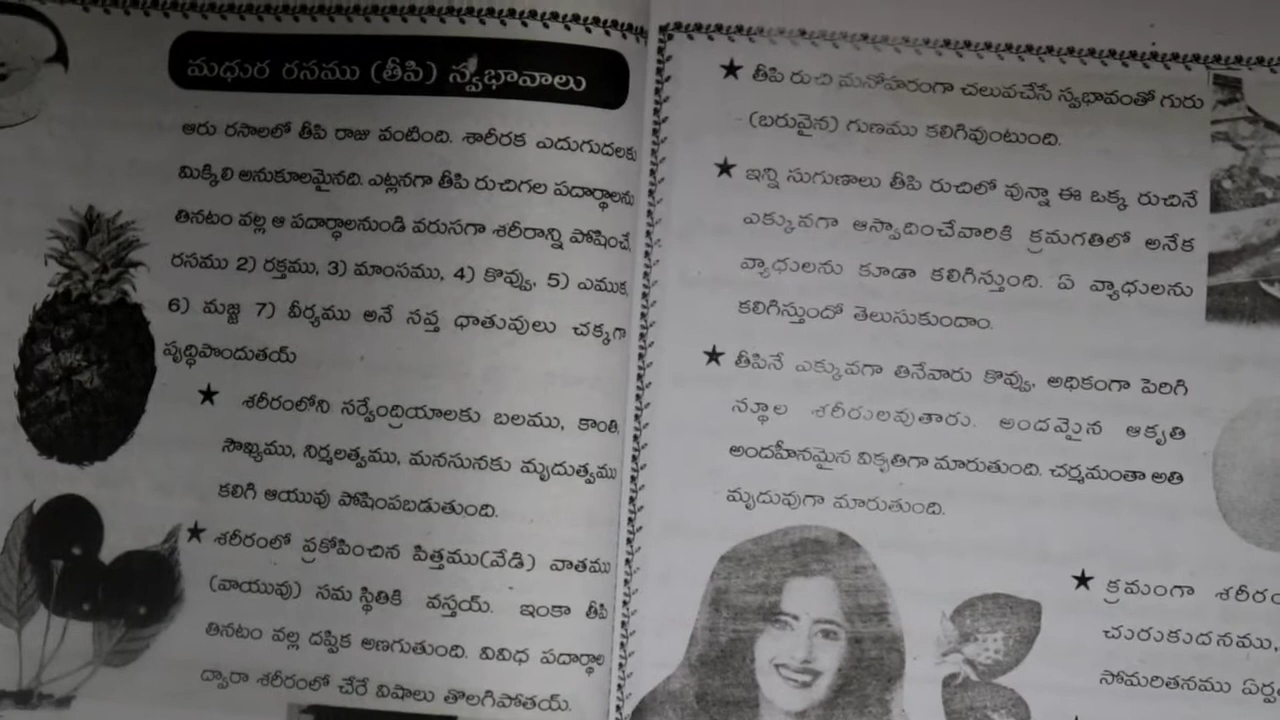 మధుర రసము (తీపి) స్వభావాలు
ఆరు రసాలలో తీపి రాజు వంటింది. శారీరక ఎదుగుదలకు
మిక్కిలి అనుకూలమైనది. ఎట్లనగా తీపి రుచిగల పదార్థాలను
తినటం వల్ల ఆ పదార్థాలనుండి వరుసగా శరీరాన్ని పోషించే,
రసము 2) రక్తము, 3) మాంసము, 4) కొవ్వు, 5) ఎముక,
6) మజ్జ 7) వీర్యము అనే సప్త ధాతువులు చక్కగా
వృద్ధిపొందుతయ్
★ శరీరంలోని సర్వేంద్రియాలకు బలము, కాంతి,
సౌఖ్యము, నిర్మలత్వము, మనసునకు మృదుత్వము
కలిగి ఆయువు పోషింపబడుతుంది.
★ శరీరంలో ప్రకోపించిన పిత్తము(వేడి) వాతము
(వాయువు) సమ స్థితికి వస్తయ్. ఇంకా తీపి
తినటం వల్ల దప్పిక అణగుతుంది. వివిధ పదార్థాల
ద్వారా శరీరంలో చేరే విషాలు తొలగిపోతయ్.
★ తీపి రుచి మనోహరంగా చలువచేసే స్వభావంతో గురు
(బరువైన) గుణము కలిగివుంటుంది.
★ ఇన్ని సుగుణాలు తీపి రుచిలో వున్నా ఈ ఒక్క రుచినే
ఎక్కువగా ఆస్వాదించేవారికి క్రమగతిలో అనేక
వ్యాధులను కూడా కలిగిస్తుంది. ఏ వ్యాధులను
కలిగిస్తుందో తెలుసుకుందాం.
★ తీపినే ఎక్కువగా తినేవారు కొవ్వు, అధికంగా పెరిగి
స్థూల శరీరులవుతారు. అందమైన ఆకృతి
అందహీనమైన వికృతిగా మారుతుంది. చర్మమంతా అతి
మృదువుగా మారుతుంది.
★ క్రమంగా
చురుకుదనము,
సోమరితనము